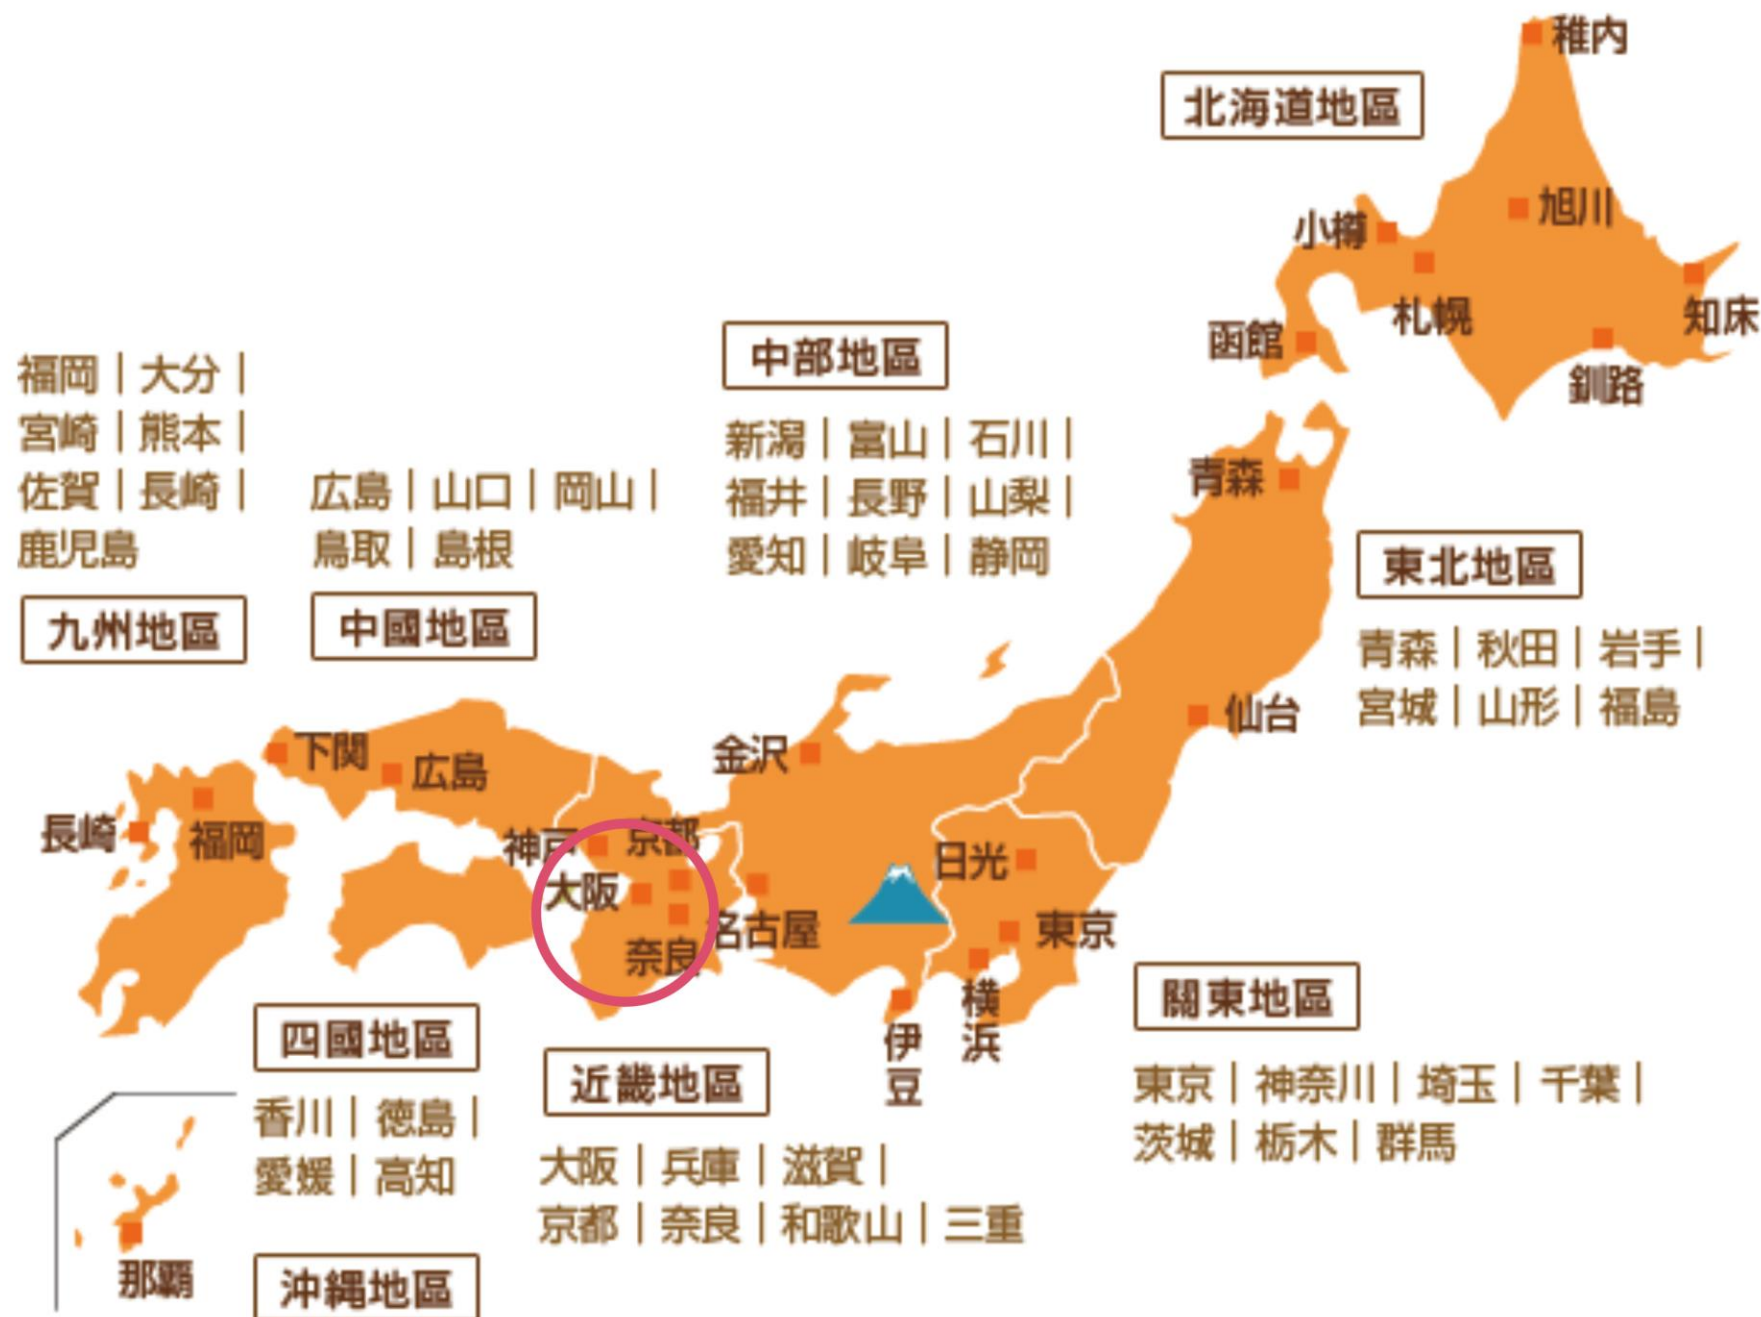 稚内
北海道地區
旭川
小樽
札幌
知床
函館
釧路
福岡｜大分｜
宮崎｜熊本｜
佐賀｜長崎｜
鹿児島
九州地區
広島｜山口｜岡山｜
鳥取｜島根
中國地區
中部地區
新潟｜富山｜石川｜
福井｜長野｜山梨｜
愛知｜岐阜｜静岡
青森
東北地區
青森｜秋田｜岩手｜
宮城｜山形｜福島
仙台
下関
広島
長崎
福岡
金沢
神戸
京都
大阪
奈良
名古屋
日光
東京
横浜
伊豆
四國地區
香川｜徳島｜
愛媛｜高知
近畿地區
大阪｜兵庫｜滋賀｜
京都｜奈良｜和歌山｜三重
關東地區
東京｜神奈川｜埼玉｜千葉｜
茨城｜栃木｜群馬
那覇
沖縄地區